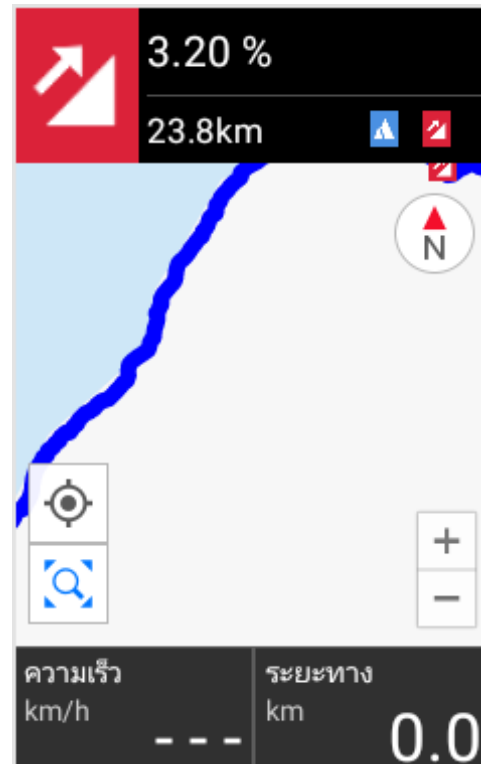 3.20 %
23.8km
N
+
−
ความเร็ว
km/h
- - -
ระยะทาง
km
0.0